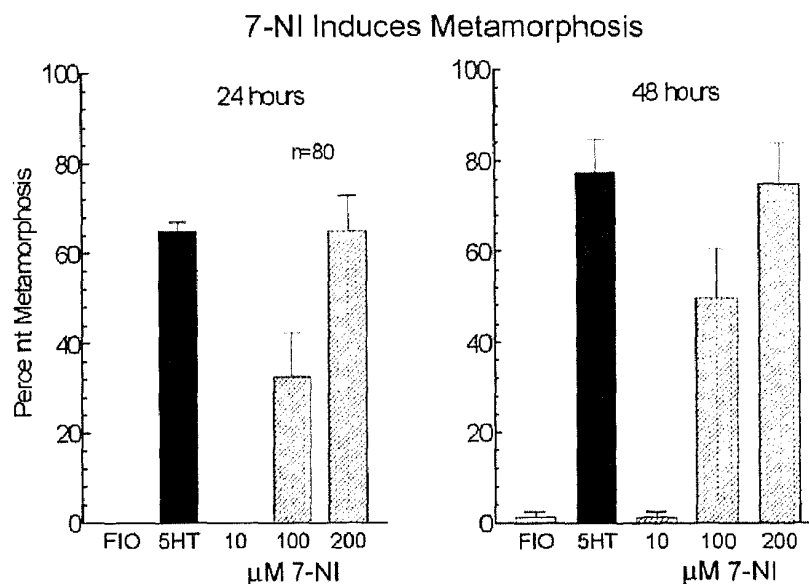 7-NI Induces Metamorphosis
24 hours
n=80
Perce nt Metamorphosis
100
80
60
40
20
0
FIO 5HT 10 100 200
µM 7-NI
48 hours
100
80
60
40
20
0
FIO 5HT 10 100 200
µM 7-NI